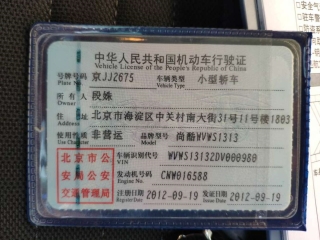 中华人民共和国机动车行驶证
Vehicle License of the People's Republic of China
号牌号码 京JJ2675 车辆类型 小型轿车
Plate No. Vehicle Type
所有人 段姝
Owner
住址 北京市海淀区中关村南大街31号11号楼1803
Address
使用性质 非营运 品牌型号 尚酷WVWS1313
Use Character Model
北京市公安局公安交通管理局
车辆识别代号 WVWS13132DV000980
VIN
发动机号码 CNW016588
Engine No.
注册日期 2012-09-19 发证日期 2012-09-19
Register Date Issue Date